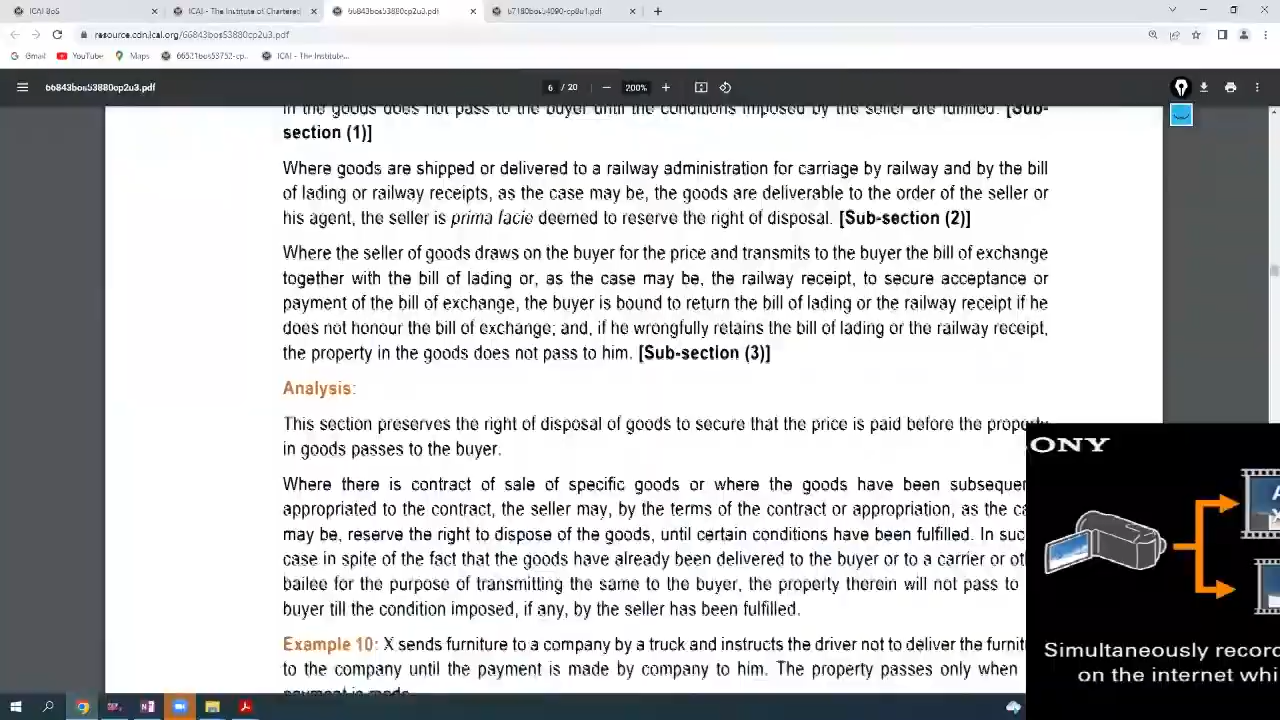 ICAI BoS
ICAI - The Institute of Chartered
66843bos53880cp2u3.pdf
67180bos54090-cp8u1.pdf
resource.cdn.icai.org/66843bos53880cp2u3.pdf
Gmail YouTube Maps ICAI - The Institute...
66843bos53880cp2u3.pdf
6 / 20 200%
in the goods does not pass to the buyer until the conditions imposed by the seller are fulfilled. [Sub-
section (1)]
Where goods are shipped or delivered to a railway administration for carriage by railway and by the bill
of lading or railway receipts, as the case may be, the goods are deliverable to the order of the seller or
his agent, the seller is prima facie deemed to reserve the right of disposal. [Sub-section (2)]
Where the seller of goods draws on the buyer for the price and transmits to the buyer the bill of exchange
together with the bill of lading or, as the case may be, the railway receipt, to secure acceptance or
payment of the bill of exchange, the buyer is bound to return the bill of lading or the railway receipt if he
does not honour the bill of exchange; and, if he wrongfully retains the bill of lading or the railway receipt,
the property in the goods does not pass to him. [Sub-section (3)]
Analysis:
This section preserves the right of disposal of goods to secure that the price is paid before the property
in goods passes to the buyer.
Where there is contract of sale of specific goods or where the goods have been subsequen
appropriated to the contract, the seller may, by the terms of the contract or appropriation, as the ca
may be, reserve the right to dispose of the goods, until certain conditions have been fulfilled. In suc
case in spite of the fact that the goods have already been delivered to the buyer or to a carrier or ot
bailee for the purpose of transmitting the same to the buyer, the property therein will not pass to
buyer till the condition imposed, if any, by the seller has been fulfilled.
Example 10: X sends furniture to a company by a truck and instructs the driver not to deliver the furnit
to the company until the payment is made by company to him. The property passes only when
payment is made.
ONY
Simultaneously recor
on the internet whi